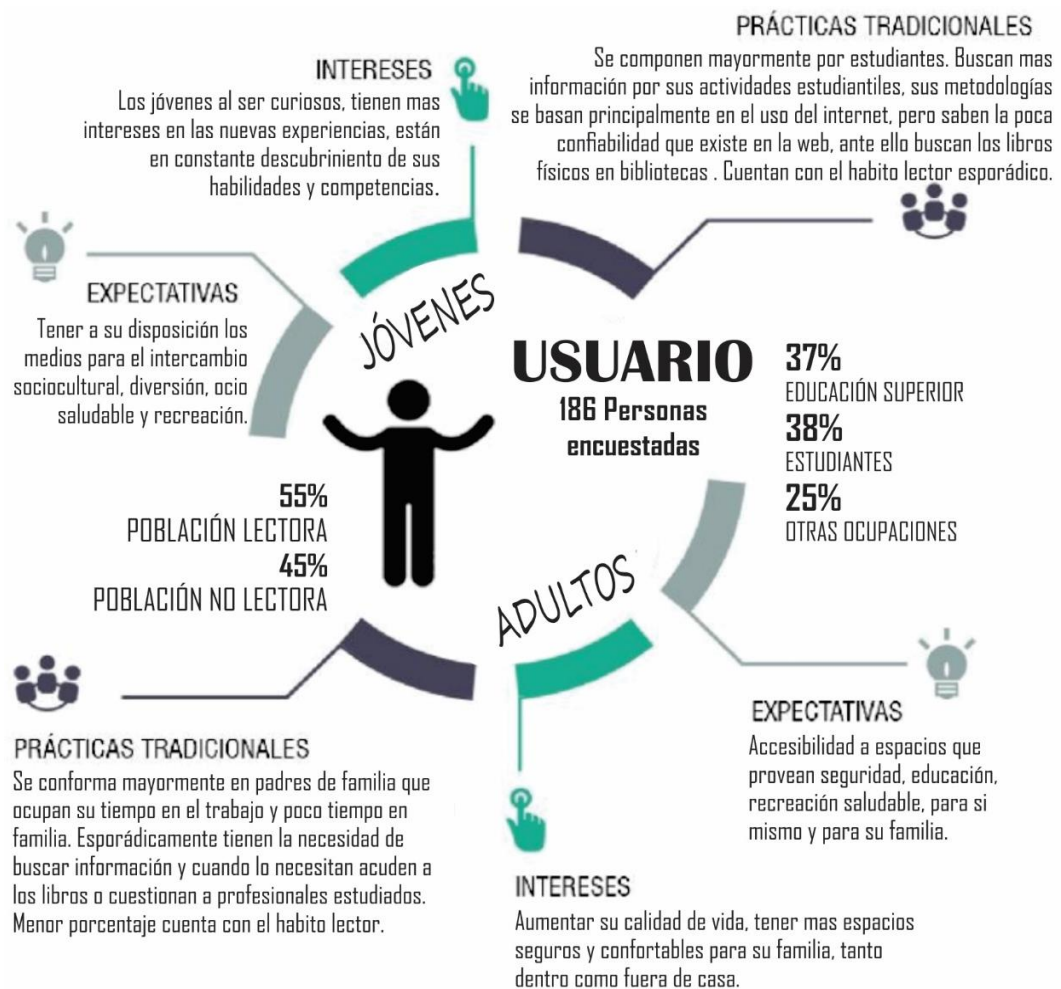 PRÁCTICAS TRADICIONALES
Se componen mayormente por estudiantes. Buscan mas
información por sus actividades estudiantiles, sus metodologías
se basan principalmente en el uso del internet, pero saben la poca
confiabilidad que existe en la web, ante ello buscan los libros
físicos en bibliotecas . Cuentan con el habito lector esporádico.
INTERESES
Los jóvenes al ser curiosos, tienen mas
intereses en las nuevas experiencias, están
en constante descubriniento de sus
habilidades y competencias.
EXPECTATIVAS
Tener a su disposición los
medios para el intercambio
sociocultural, diversión, ocio
saludable y recreación.
JÓVENES
USUARIO
186 Personas
encuestadas
37%
EDUCACIÓN SUPERIOR
38%
ESTUDIANTES
25%
OTRAS OCUPACIONES
55%
POBLACIÓN LECTORA
45%
POBLACIÓN NO LECTORA
ADULTOS
PRÁCTICAS TRADICIONALES
Se conforma mayormente en padres de familia que
ocupan su tiempo en el trabajo y poco tiempo en
familia. Esporádicamente tienen la necesidad de
buscar información y cuando lo necesitan acuden a
los libros o cuestionan a profesionales estudiados.
Menor porcentaje cuenta con el habito lector.
EXPECTATIVAS
Accesibilidad a espacios que
provean seguridad, educación,
recreación saludable, para si
mismo y para su familia.
INTERESES
Aumentar su calidad de vida, tener mas espacios
seguros y confortables para su familia, tanto
dentro como fuera de casa.